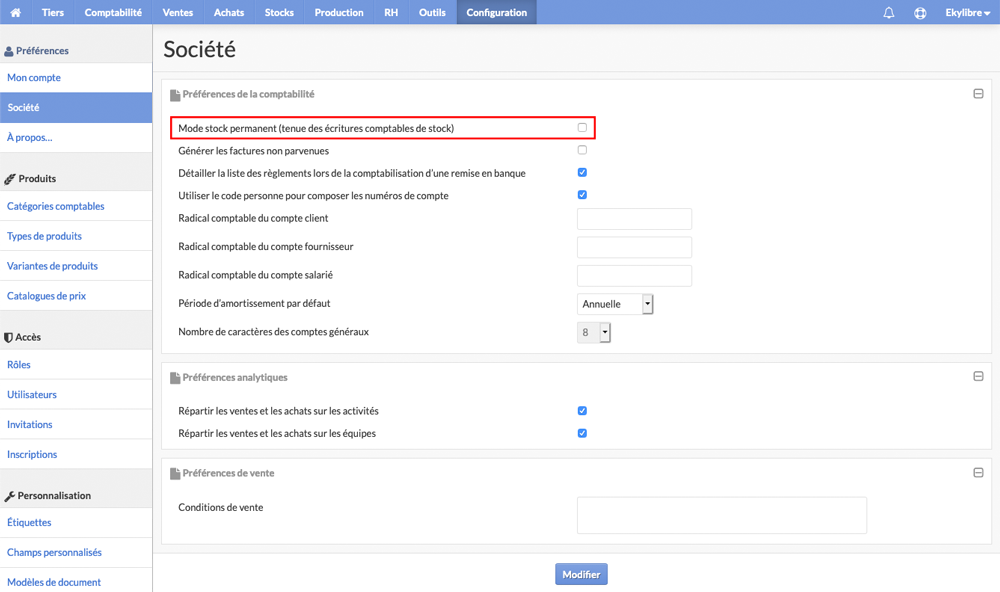 Tiers Comptabilité Ventes Achats Stocks Production RH Outils Configuration Ekylibre
Préférences
Mon compte
Société
À propos...
Produits
Catégories comptables
Types de produits
Variantes de produits
Catalogues de prix
Accès
Rôles
Utilisateurs
Invitations
Inscriptions
Personnalisation
Étiquettes
Champs personnalisés
Modèles de document
Société
Préférences de la comptabilité
Mode stock permanent (tenue des écritures comptables de stock)
Générer les factures non parvenues
Détailler la liste des règlements lors de la comptabilisation d'une remise en banque
Utiliser le code personne pour composer les numéros de compte
Radical comptable du compte client
Radical comptable du compte fournisseur
Radical comptable du compte salarié
Période d'amortissement par défaut Annuelle
Nombre de caractères des comptes généraux 8
Préférences analytiques
Répartir les ventes et les achats sur les activités
Répartir les ventes et les achats sur les équipes
Préférences de vente
Conditions de vente
Modifier